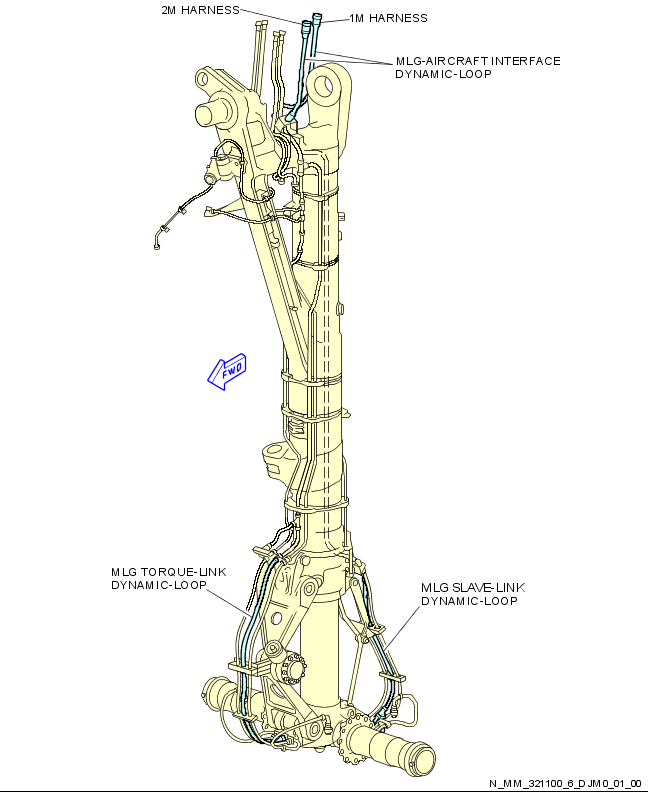 2M HARNESS
1M HARNESS
MLG-AIRCRAFT INTERFACE
DYNAMIC-LOOP
FWD
MLG TORQUE-LINK
DYNAMIC-LOOP
MLG SLAVE-LINK
DYNAMIC-LOOP
N_MM_321100_6_DJM0_01_00